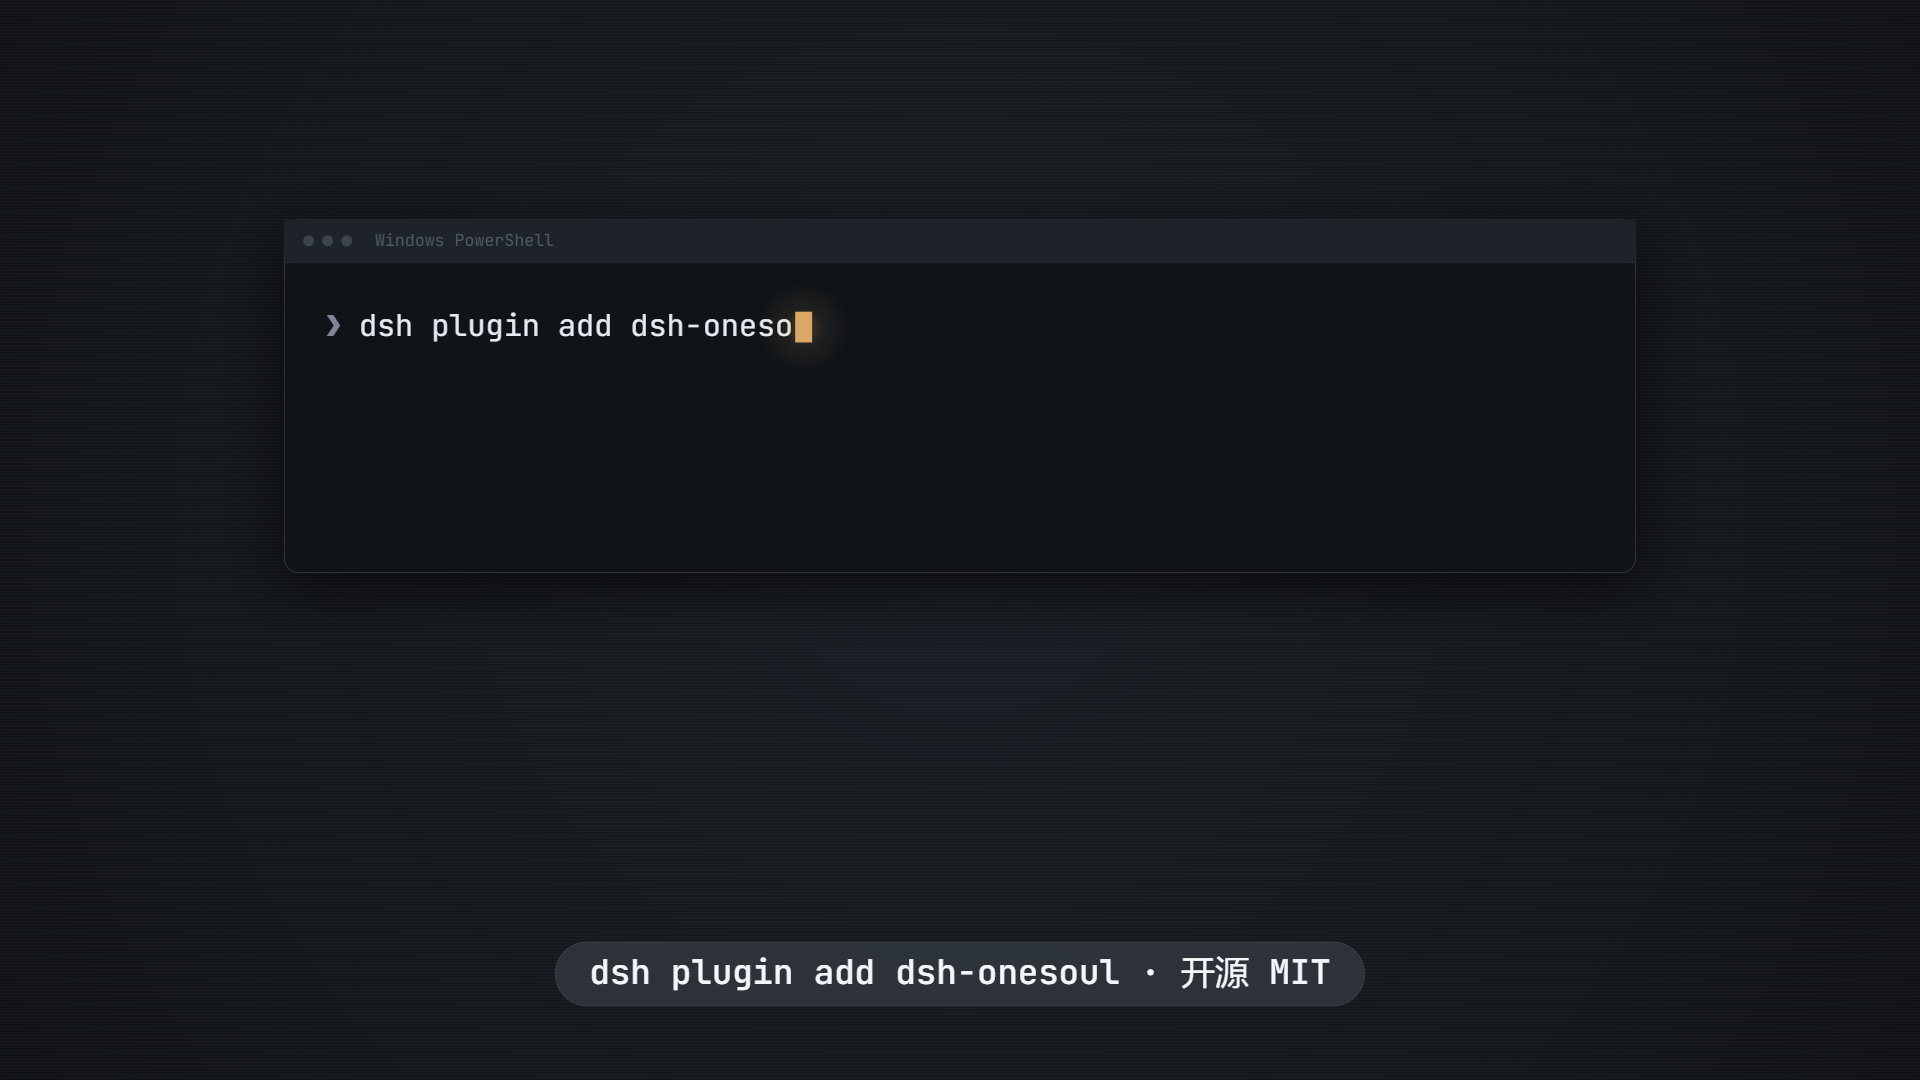 Windows PowerShell
❯ dsh plugin add dsh-oneso
dsh plugin add dsh-onesoul · 开源 MIT